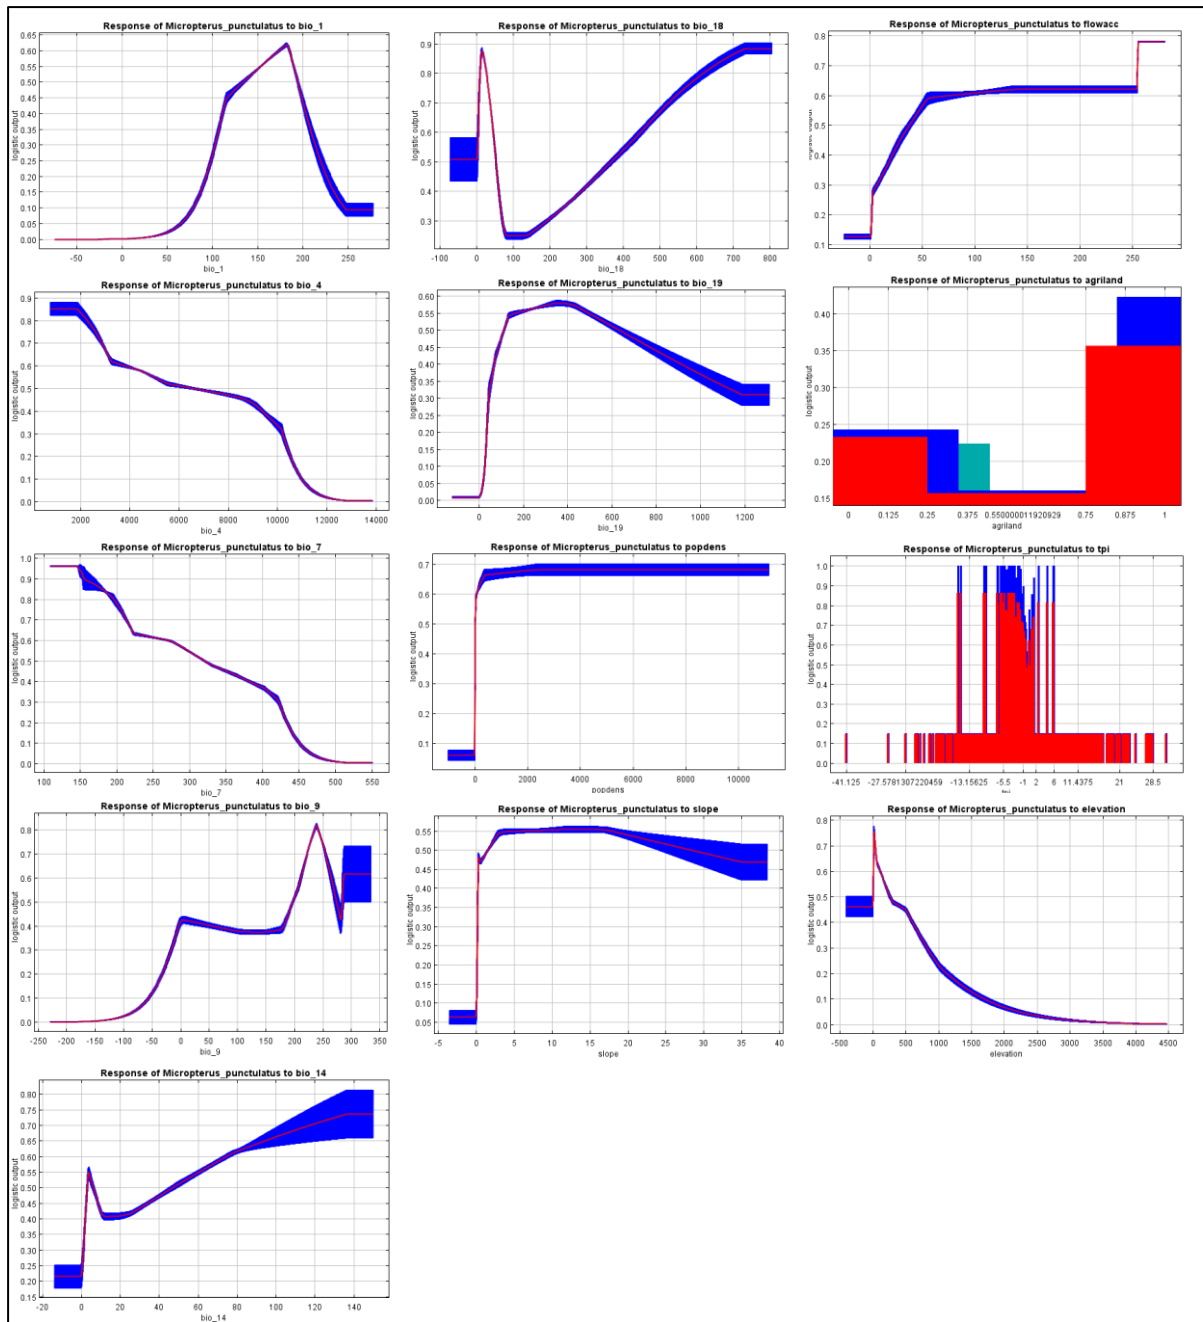 Response of Micropterus_punctulatus to bio_1
logistic output
0.65
0.60
0.55
0.50
0.45
0.40
0.35
0.30
0.25
0.20
0.15
0.10
0.05
0.00
-50 0 50 100 150 200 250
bio_1
Response of Micropterus_punctulatus to bio_18
logistic output
0.9
0.8
0.7
0.6
0.5
0.4
0.3
-100 0 100 200 300 400 500 600 700 800
bio_18
Response of Micropterus_punctulatus to flowacc
logistic output
0.8
0.7
0.6
0.5
0.4
0.3
0.2
0.1
0 50 100 150 200 250
flowacc
Response of Micropterus_punctulatus to bio_4
logistic output
0.9
0.8
0.7
0.6
0.5
0.4
0.3
0.2
0.1
0.0
2000 4000 6000 8000 10000 12000 14000
bio_4
Response of Micropterus_punctulatus to bio_19
logistic output
0.60
0.55
0.50
0.45
0.40
0.35
0.30
0.25
0.20
0.15
0.10
0.05
0.00
0 200 400 600 800 1000 1200
bio_19
Response of Micropterus_punctulatus to agriland
logistic output
0.40
0.35
0.30
0.25
0.20
0.15
0 0.125 0.25 0.375 0.55000001192092​9 0.75 0.875 1
agriland
Response of Micropterus_punctulatus to bio_7
logistic output
1.0
0.9
0.8
0.7
0.6
0.5
0.4
0.3
0.2
0.1
0.0
100 150 200 250 300 350 400 450 500 550
bio_7
Response of Micropterus_punctulatus to popdens
logistic output
0.7
0.6
0.5
0.4
0.3
0.2
0.1
0 2000 4000 6000 8000 10000
popdens
Response of Micropterus_punctulatus to tpi
logistic output
1.0
0.9
0.8
0.7
0.6
0.5
0.4
0.3
0.2
0.1
0.0
-41.125 -27.5781307220459 -13.15625 -5.5 -1 2 6 11.4375 21 28.5
Response of Micropterus_punctulatus to bio_9
logistic output
0.8
0.7
0.6
0.5
0.4
0.3
0.2
0.1
0.0
-250 -200 -150 -100 -50 0 50 100 150 200 250 300 350
bio_9
Response of Micropterus_punctulatus to slope
logistic output
0.55
0.50
0.45
0.40
0.35
0.30
0.25
0.20
0.15
0.10
0.05
-5 0 5 10 15 20 25 30 35 40
slope
Response of Micropterus_punctulatus to elevation
logistic output
0.8
0.7
0.6
0.5
0.4
0.3
0.2
0.1
0.0
-500 0 500 1000 1500 2000 2500 3000 3500 4000 4500
elevation
Response of Micropterus_punctulatus to bio_14
logistic output
0.80
0.75
0.70
0.65
0.60
0.55
0.50
0.45
0.40
0.35
0.30
0.25
0.20
0.15
-20 0 20 40 60 80 100 120 140
bio_14